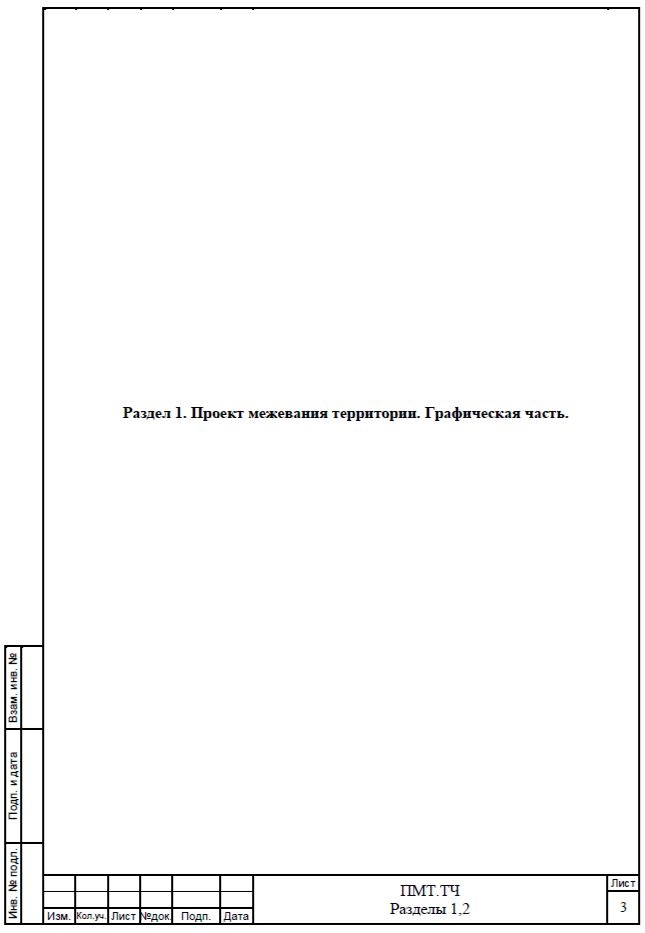 Раздел 1. Проект межевания территории. Графическая часть.
Взам. инв. №
Подп. и дата
Инв. № подл.
Изм. Кол.уч. Лист №док. Подп. Дата
ПМТ.ТЧ
Разделы 1,2
Лист
3